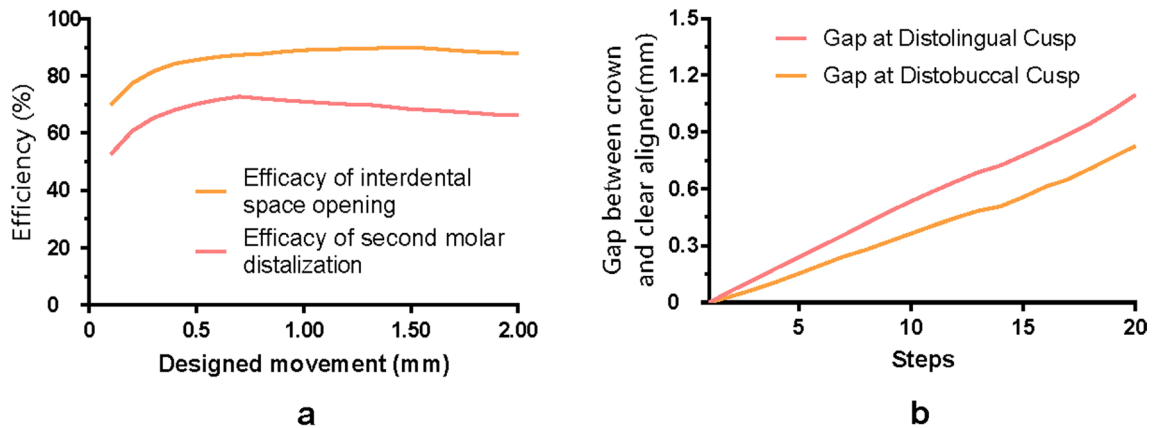 100
80
60
40
20
0
Efficiency (%)
Efficacy of interdental
space opening
Efficacy of second molar
distalization
0
0.5
1.00
1.50
2.00
Designed movement (mm)
a
1.5
1.2
0.9
0.6
0.3
0
Gap between crown
and clear aligner(mm)
Gap at Distolingual Cusp
Gap at Distobuccal Cusp
5
10
15
20
Steps
b